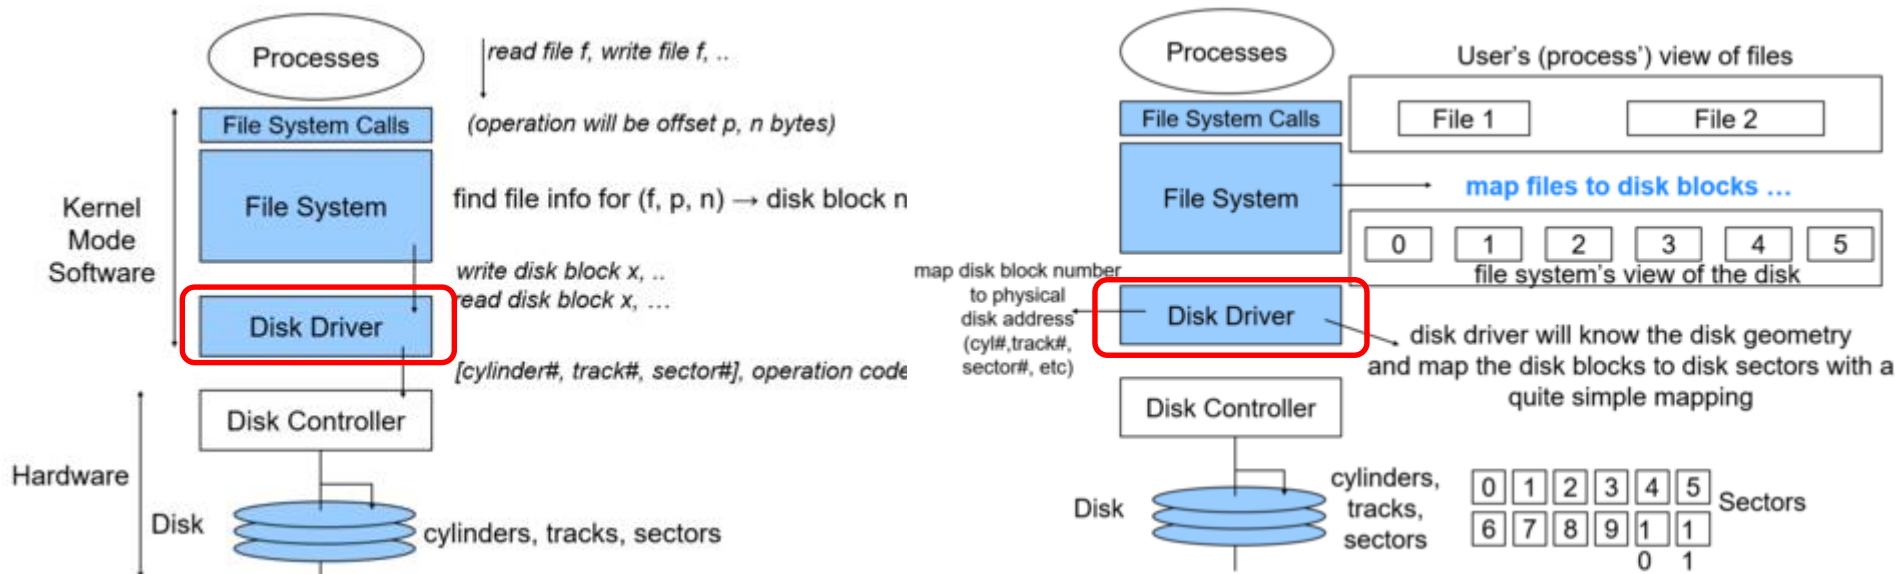 Processes
read file f, write file f, ..
File System Calls
(operation will be offset p, n bytes)
Kernel
Mode
Software
File System
find file info for (f, p, n) → disk block n
write disk block x, ..
read disk block x, …
Disk Driver
[cylinder#, track#, sector#], operation code
Hardware
Disk Controller
Disk
cylinders, tracks, sectors
Processes
User's (process') view of files
File System Calls
File 1
File 2
File System
map files to disk blocks …
0 1 2 3 4 5
file system's view of the disk
map disk block number
to physical
disk address
(cyl#,track#,
sector#, etc)
Disk Driver
disk driver will know the disk geometry
and map the disk blocks to disk sectors with a
quite simple mapping
Disk Controller
Disk
cylinders,
tracks,
sectors
0 1 2 3 4 5
Sectors
6 7 8 9 1 1
0 1